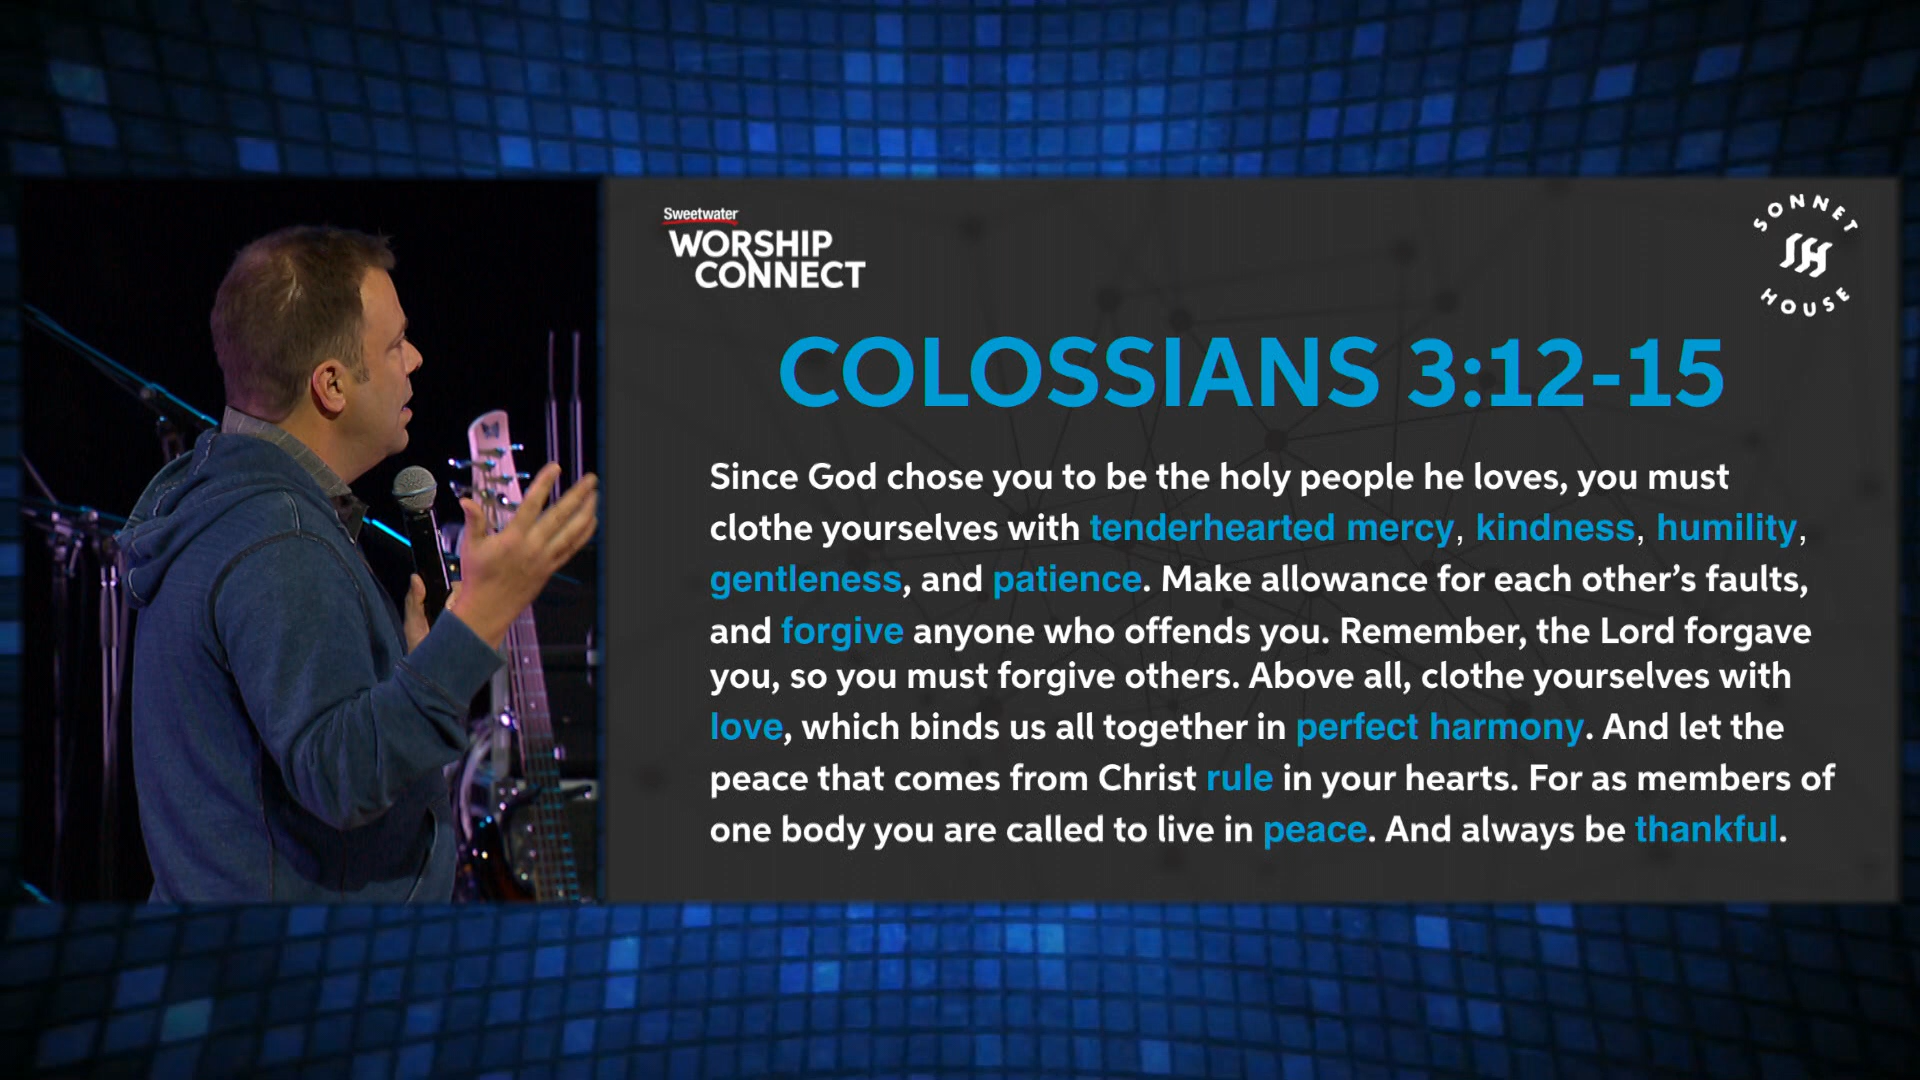 Sweetwater
WORSHIP
CONNECT
SONNET
SH
HOUSE
COLOSSIANS 3:12-15
Since God chose you to be the holy people he loves, you must
clothe yourselves with tenderhearted mercy, kindness, humility,
gentleness, and patience. Make allowance for each other’s faults,
and forgive anyone who offends you. Remember, the Lord forgave
you, so you must forgive others. Above all, clothe yourselves with
love, which binds us all together in perfect harmony. And let the
peace that comes from Christ rule in your hearts. For as members of
one body you are called to live in peace. And always be thankful.